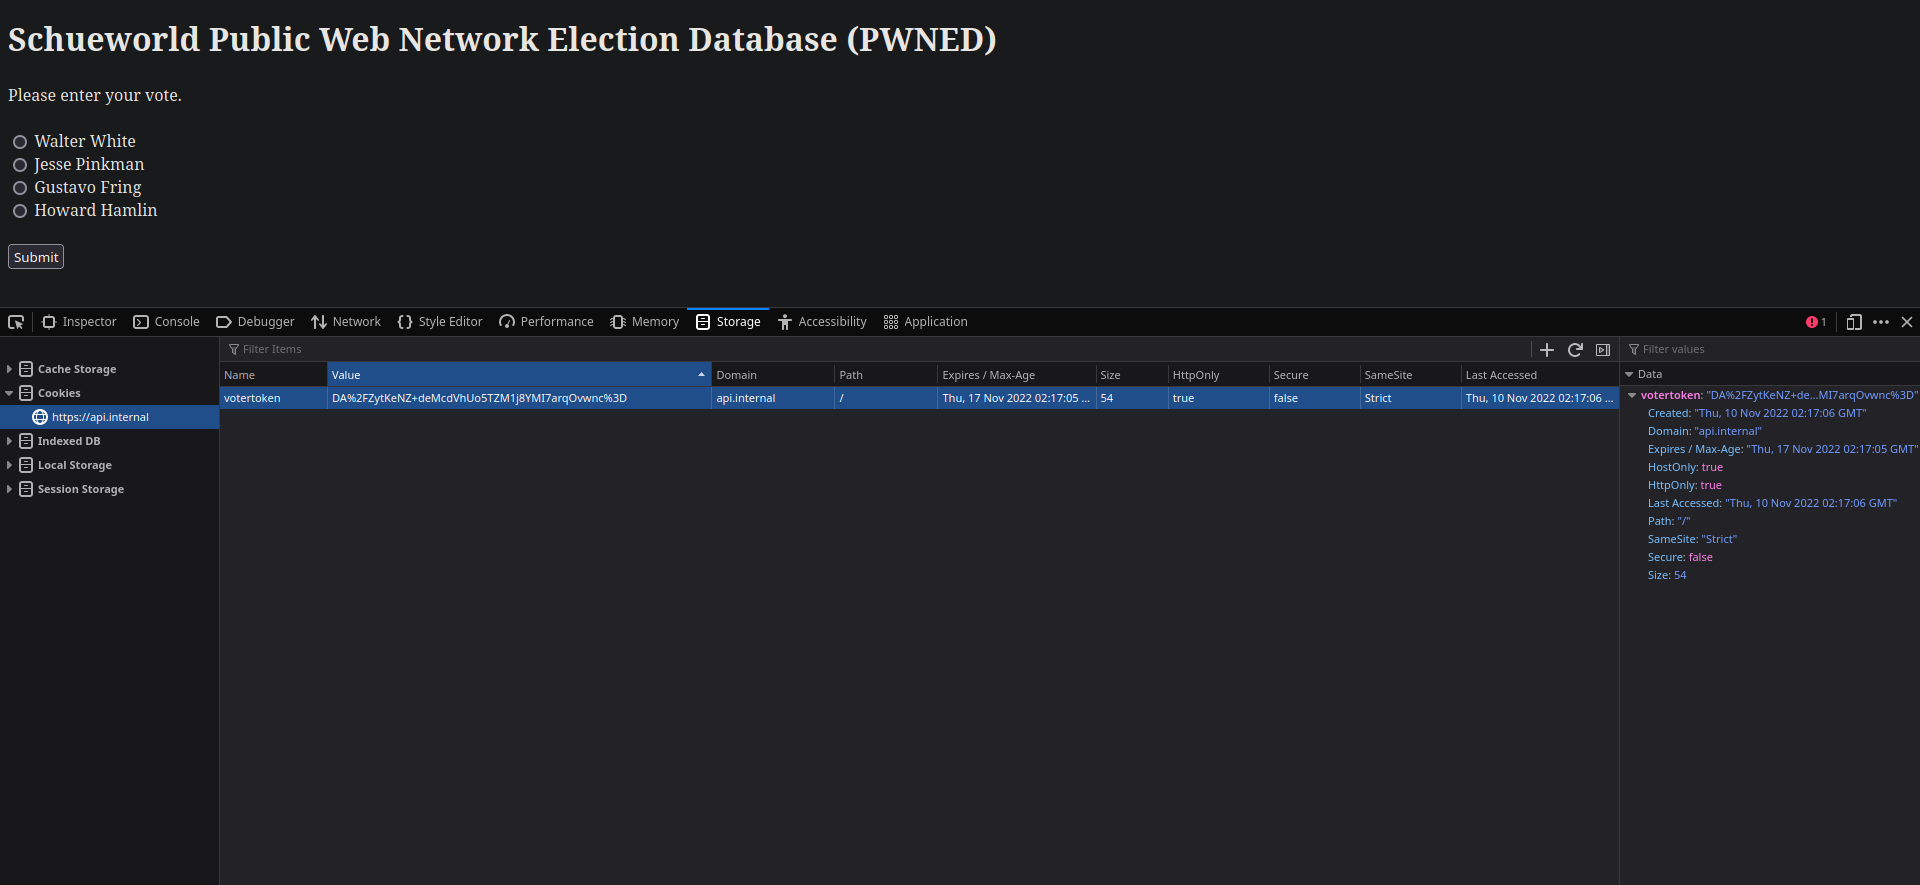 Schueworld Public Web Network Election Database (PWNED)
Please enter your vote.
Walter White
Jesse Pinkman
Gustavo Fring
Howard Hamlin
Submit
Inspector Console Debugger Network Style Editor Performance Memory Storage Accessibility Application 1
Filter Items
Filter values
Cache Storage
Cookies
https://api.internal
Indexed DB
Local Storage
Session Storage
Name Value Domain Path Expires / Max-Age Size HttpOnly Secure SameSite Last Accessed
votertoken DA%2FZytKeNZ+deMcdVhUo5TZM1j8YMI7arqOvwnc%3D api.internal / Thu, 17 Nov 2022 02:17:05 ... 54 true false Strict Thu, 10 Nov 2022 02:17:06 ...
Data
votertoken: "DA%2FZytKeNZ+de...MI7arqOvwnc%3D"
Created: "Thu, 10 Nov 2022 02:17:06 GMT"
Domain: "api.internal"
Expires / Max-Age: "Thu, 17 Nov 2022 02:17:05 GMT"
HostOnly: true
HttpOnly: true
Last Accessed: "Thu, 10 Nov 2022 02:17:06 GMT"
Path: "/"
SameSite: "Strict"
Secure: false
Size: 54